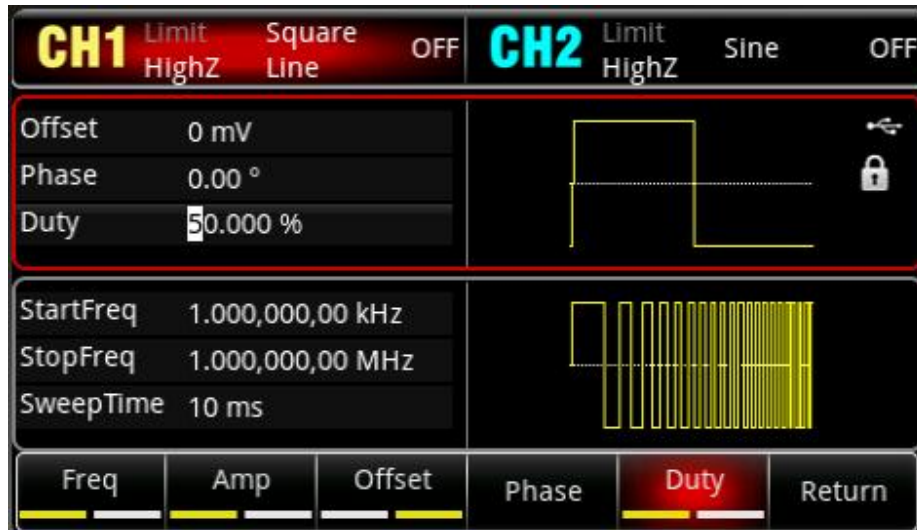 CH1 Limit HighZ Square Line OFF
CH2 Limit HighZ Sine OFF
Offset 0 mV
Phase 0.00 °
Duty 50.000 %
StartFreq 1.000,000,00 kHz
StopFreq 1.000,000,00 MHz
SweepTime 10 ms
Freq Amp Offset Phase Duty Return